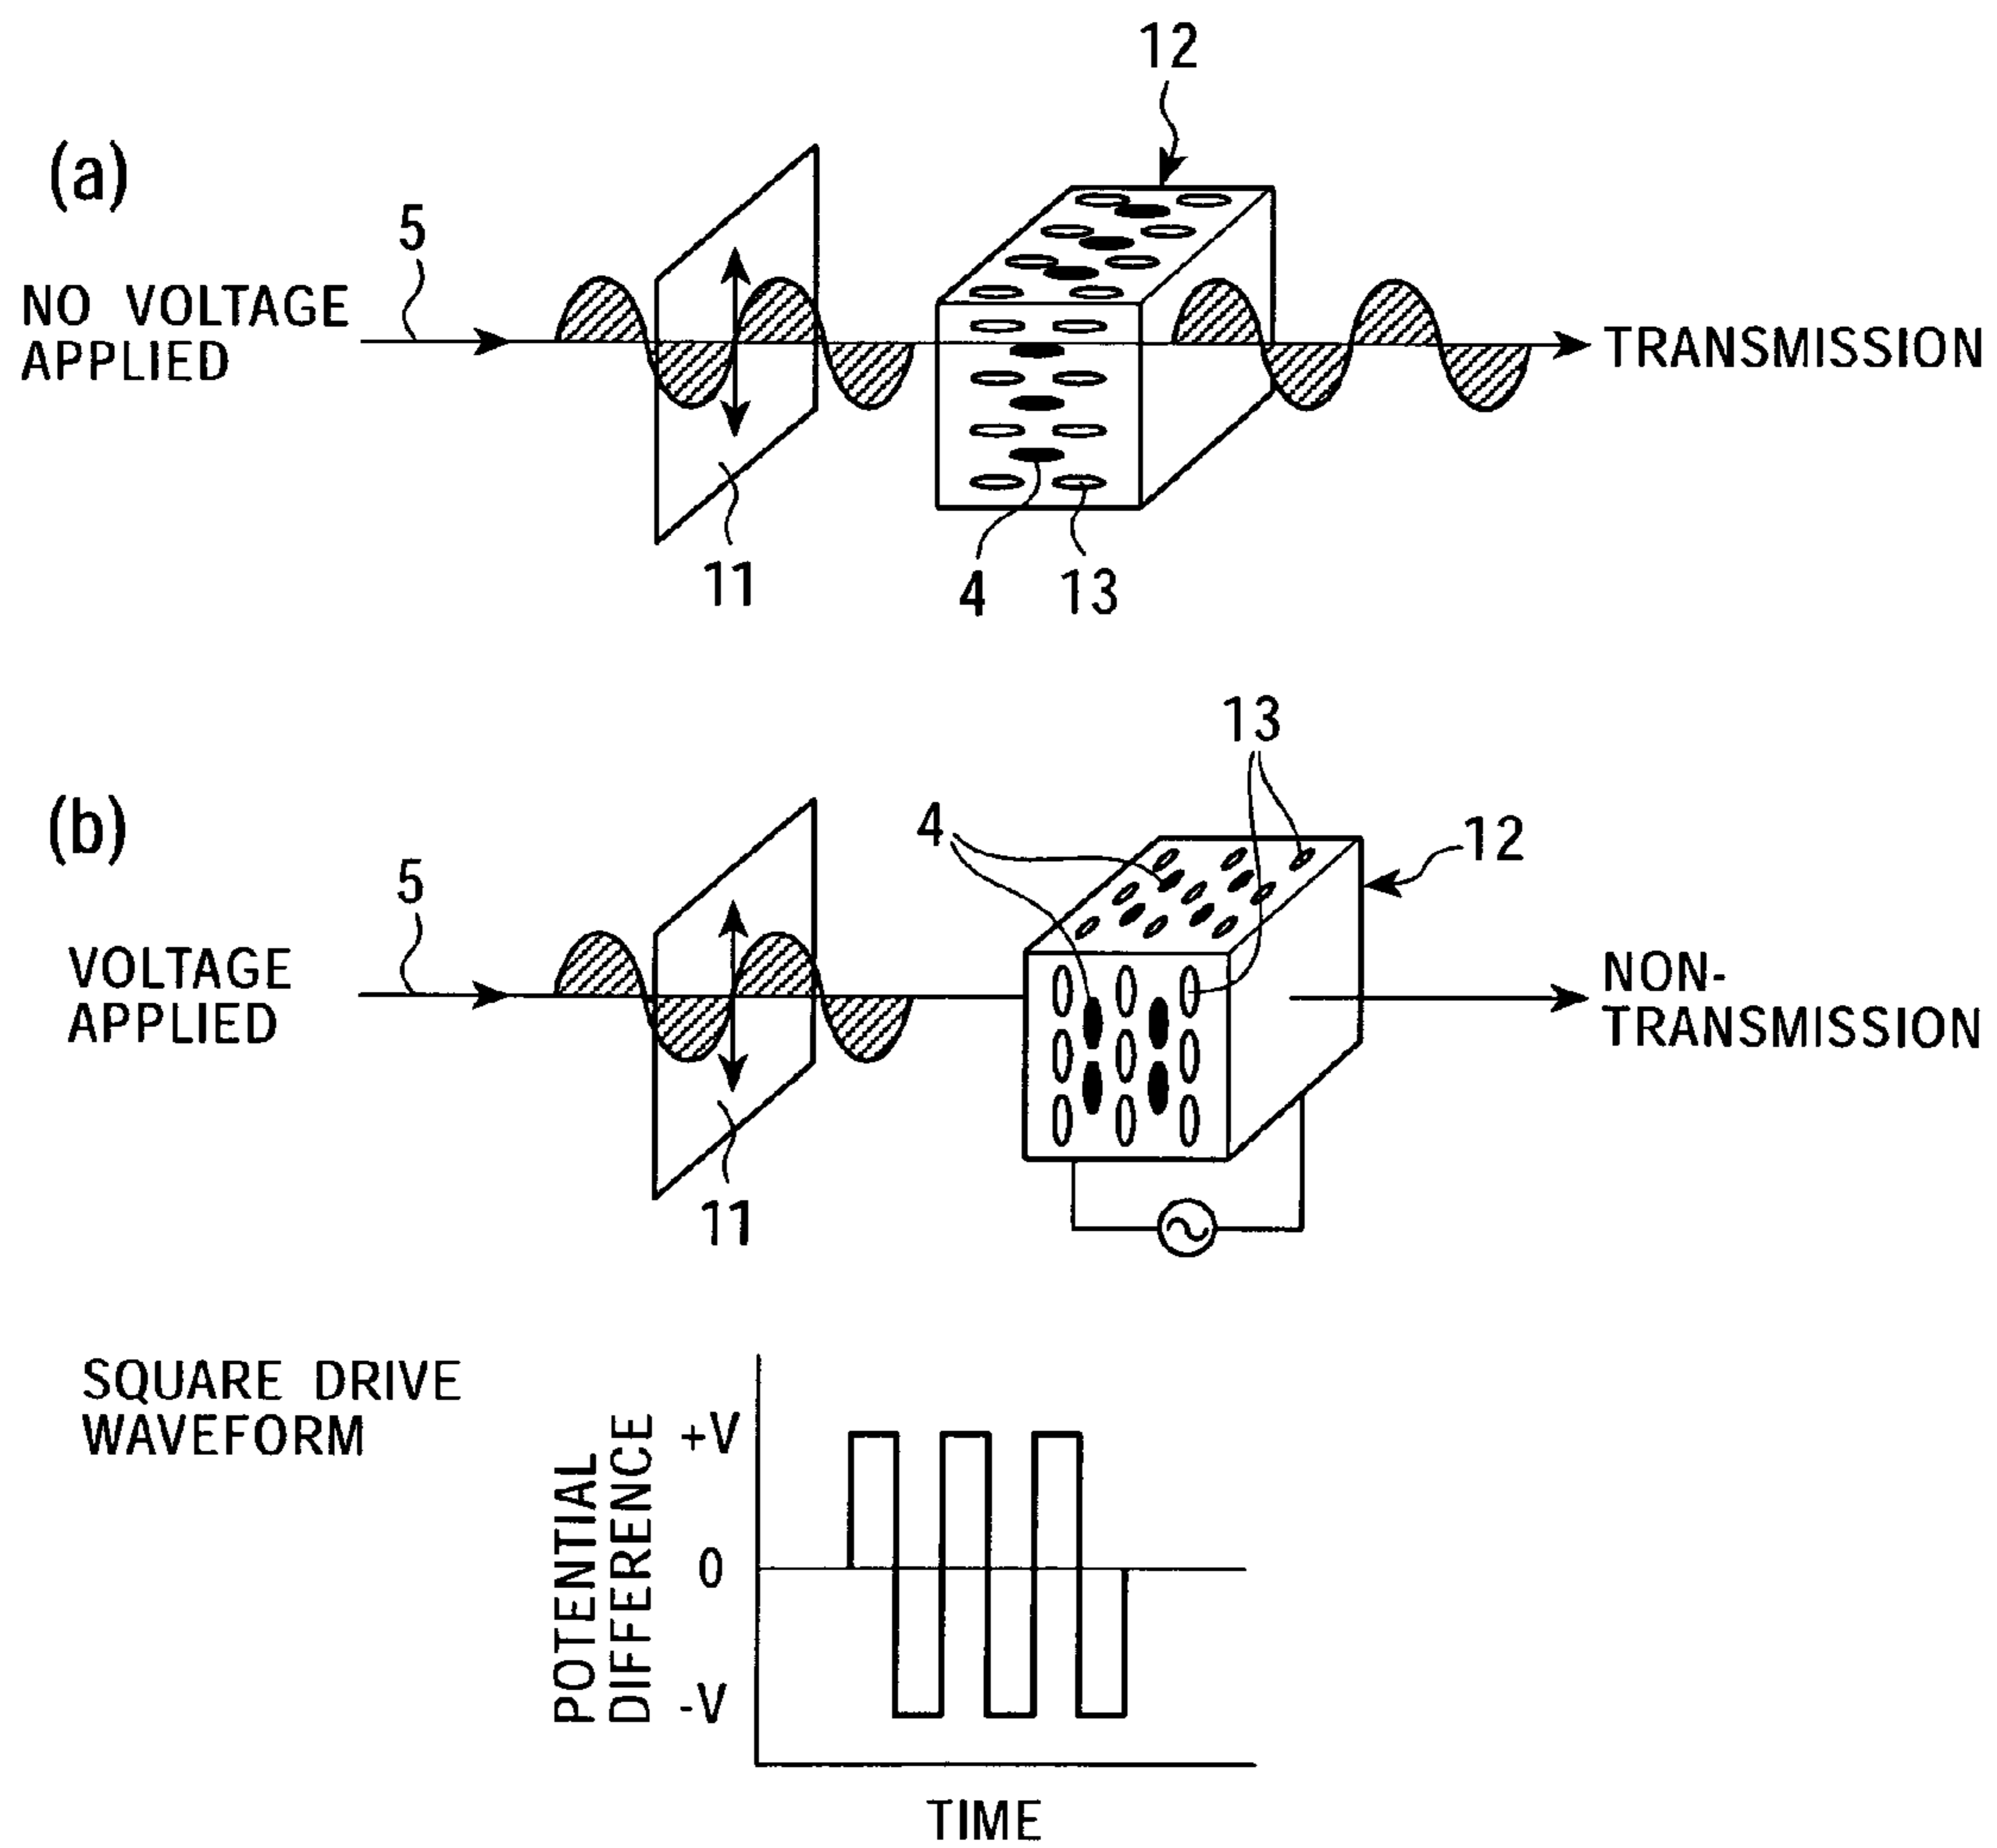 12
(a)
5
NO VOLTAGE
APPLIED
TRANSMISSION
11
4
13
13
(b)
4
12
5
VOLTAGE
APPLIED
NON-
TRANSMISSION
11
SQUARE DRIVE
WAVEFORM
POTENTIAL
DIFFERENCE
+V
0
-V
TIME